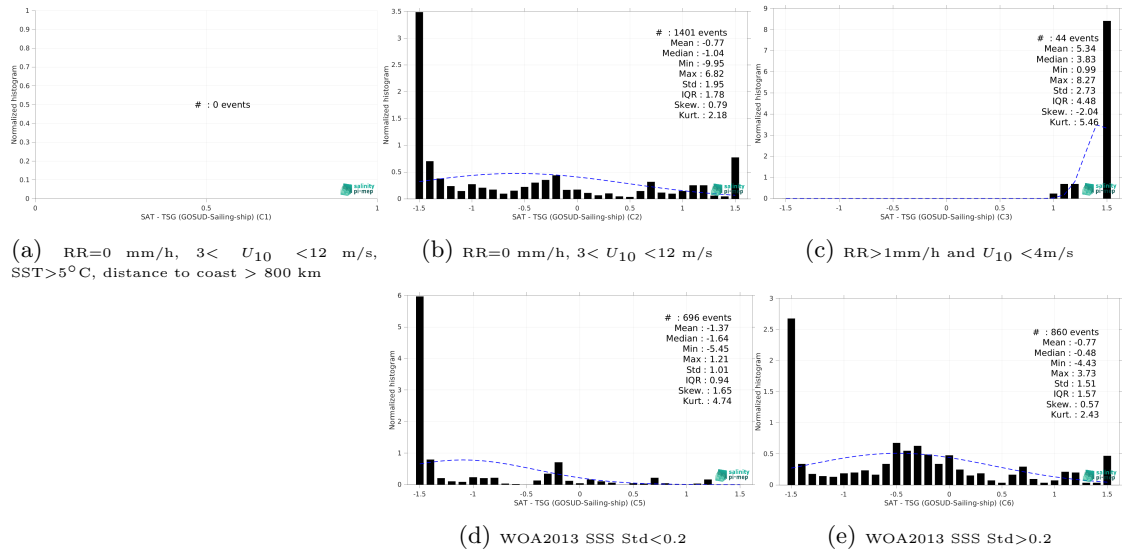 1
0.9
0.8
0.7
0.6
0.5
0.4
0.3
0.2
0.1
0
Normalized histogram
# : 0 events
salinity
pi-mep
0 0.5 1
SAT - TSG (GOSUD-Sailing-ship) (C1)
(a) RR=0 mm/h, 3< U10 <12 m/s,
SST>5°C, distance to coast > 800 km
3.5
3
2.5
2
1.5
1
0.5
0
Normalized histogram
# : 1401 events
Mean : -0.77
Median : -1.04
Min : -9.95
Max : 6.82
Std : 1.95
IQR : 1.78
Skew. : 0.79
Kurt. : 2.18
salinity
pi-mep
-1.5 -1 -0.5 0 0.5 1 1.5
SAT - TSG (GOSUD-Sailing-ship) (C2)
(b) RR=0 mm/h, 3< U10 <12 m/s
9
8
7
6
5
4
3
2
1
0
Normalized histogram
# : 44 events
Mean : 5.34
Median : 3.83
Min : 0.99
Max : 8.27
Std : 2.73
IQR : 4.48
Skew. : -2.04
Kurt. : 5.46
salinity
pi-mep
-1.5 -1 -0.5 0 0.5 1 1.5
SAT - TSG (GOSUD-Sailing-ship) (C3)
(c) RR>1mm/h and U10 <4m/s
6
5
4
3
2
1
0
Normalized histogram
# : 696 events
Mean : -1.37
Median : -1.64
Min : -5.45
Max : 1.21
Std : 1.01
IQR : 0.94
Skew. : 1.65
Kurt. : 4.74
salinity
pi-mep
-1.5 -1 -0.5 0 0.5 1 1.5
SAT - TSG (GOSUD-Sailing-ship) (C5)
(d) WOA2013 SSS Std<0.2
3
2.5
2
1.5
1
0.5
0
Normalized histogram
# : 860 events
Mean : -0.77
Median : -0.48
Min : -4.43
Max : 3.73
Std : 1.51
IQR : 1.57
Skew. : 0.57
Kurt. : 2.43
salinity
pi-mep
-1.5 -1 -0.5 0 0.5 1 1.5
SAT - TSG (GOSUD-Sailing-ship) (C6)
(e) WOA2013 SSS Std>0.2